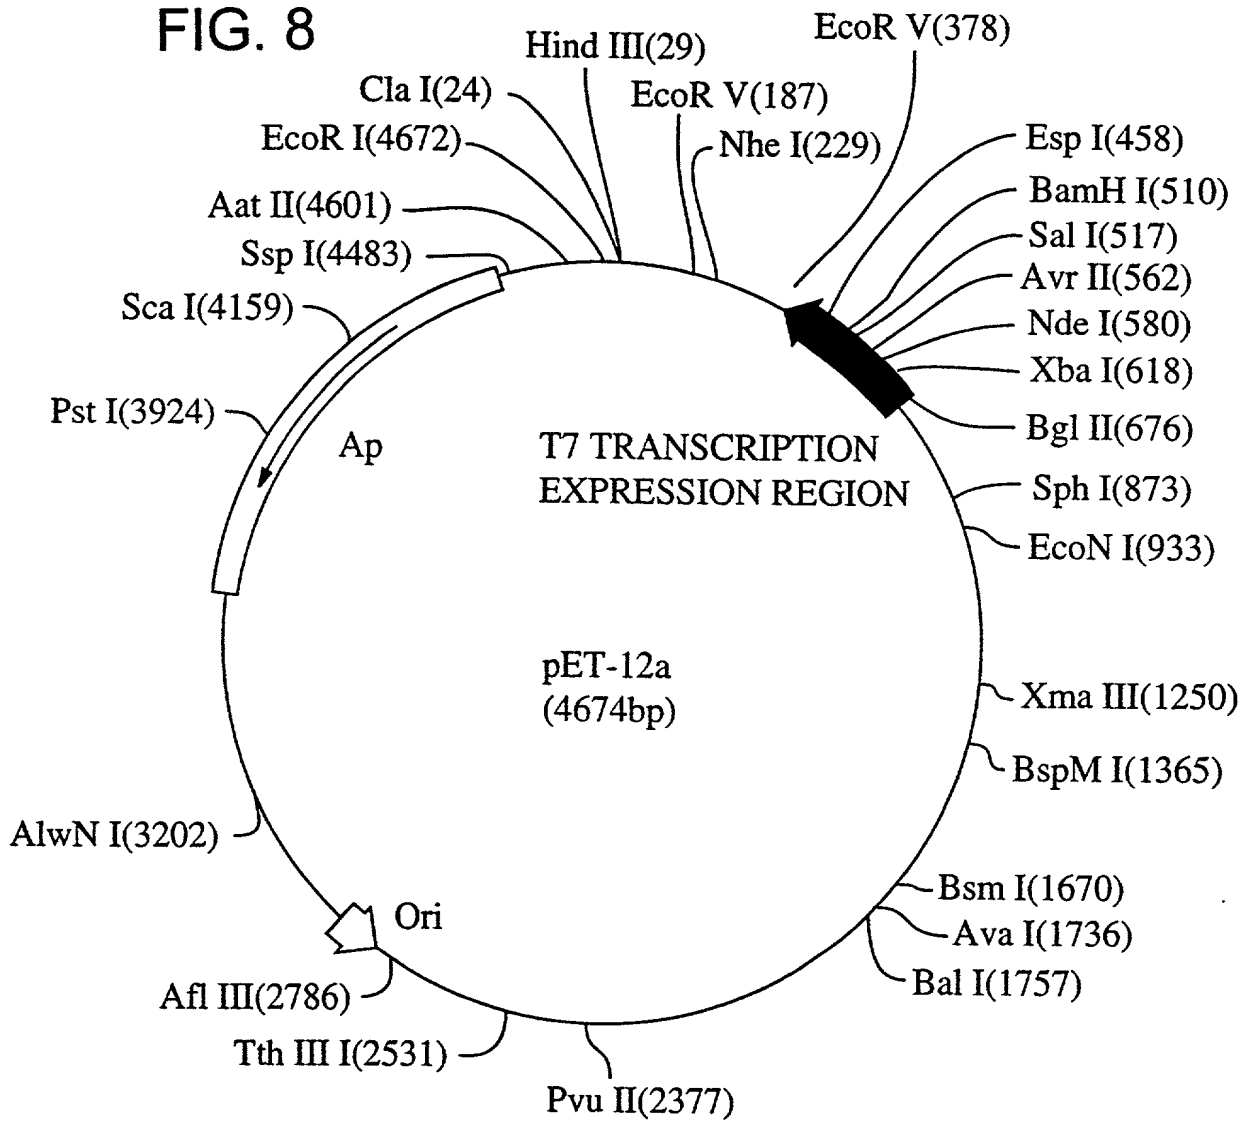 FIG. 8
Hind III(29)
EcoR V(378)
Cla I(24)
EcoR V(187)
EcoR I(4672)
Nhe I(229)
Esp I(458)
Aat II(4601)
BamH I(510)
Ssp I(4483)
Sal I(517)
Avr II(562)
Sca I(4159)
Nde I(580)
Xba I(618)
Pst I(3924)
Bgl II(676)
Ap
T7 TRANSCRIPTION
EXPRESSION REGION
Sph I(873)
EcoN I(933)
pET-12a
(4674bp)
Xma III(1250)
BspM I(1365)
AlwN I(3202)
Bsm I(1670)
Ori
Ava I(1736)
Bal I(1757)
Afl III(2786)
Tth III I(2531)
Pvu II(2377)